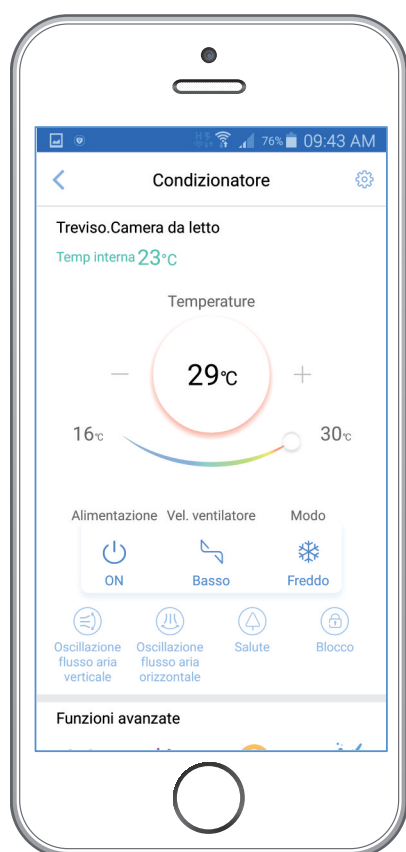 76% 09:43 AM
Condizionatore
Treviso.Camera da letto
Temp interna 23°C
Temperature
29°C
16°C 30°C
Alimentazione Vel. ventilatore Modo
ON Basso Freddo
Oscillazione flusso aria verticale
Oscillazione flusso aria orizzontale
Salute
Blocco
Funzioni avanzate